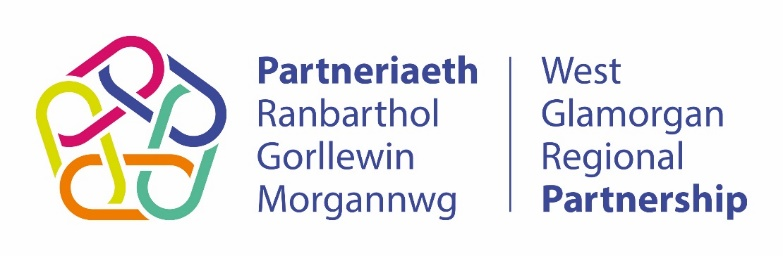 Partneriaeth
Ranbarthol
Gorllewin
Morgannwg
West
Glamorgan
Regional
Partnership